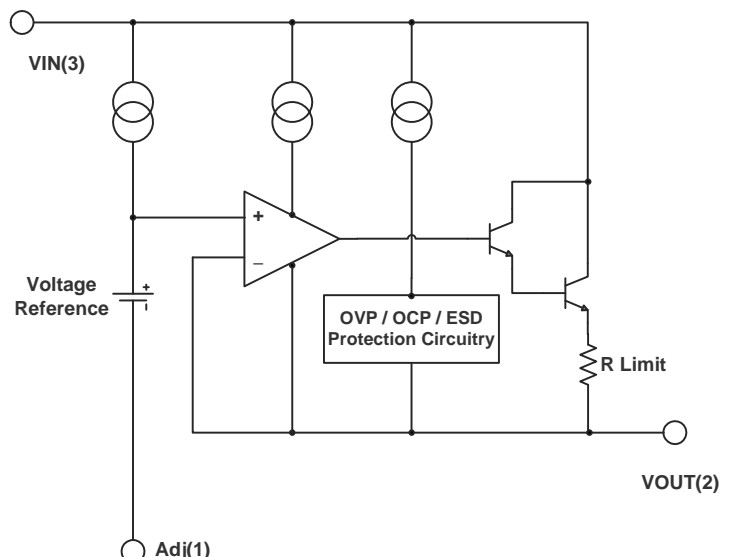 VIN(3)
+
−
Voltage
Reference
+
-
OVP / OCP / ESD
Protection Circuitry
R Limit
VOUT(2)
Adj(1)